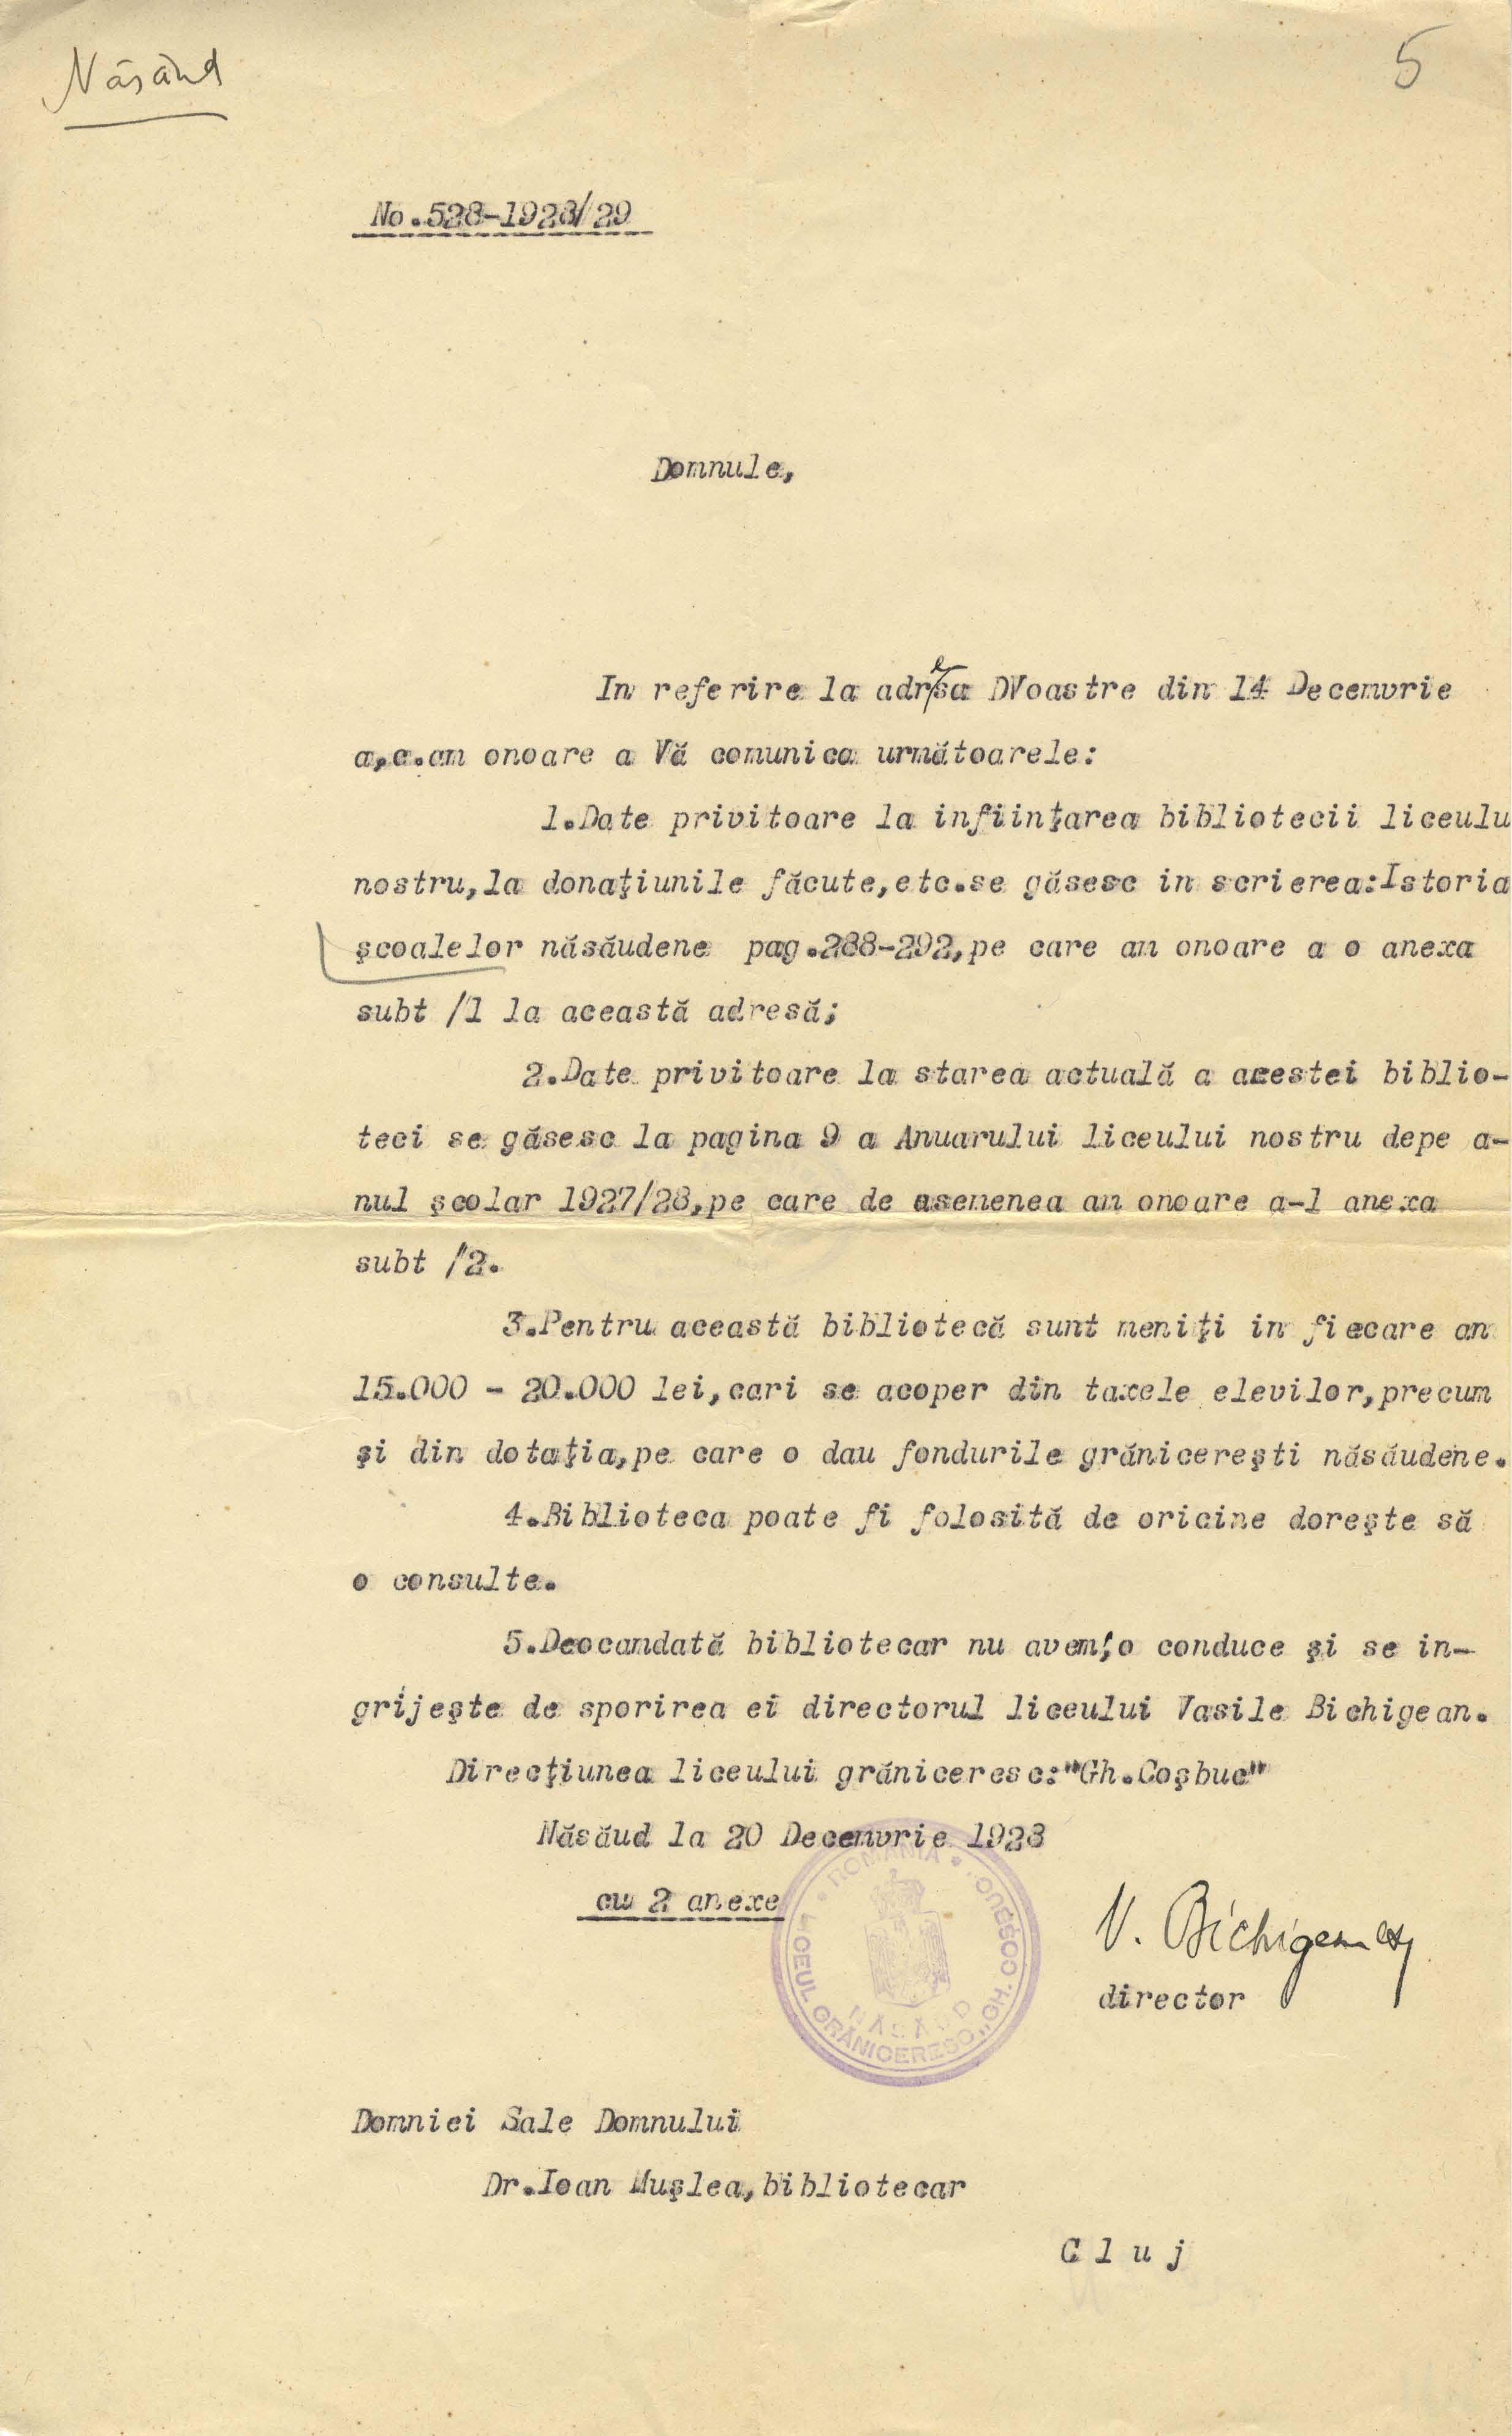 Năsăud
5
No.528-1928/29
Domnule,
In referire la adresa DVoastre din 14 Decemvrie
a.c.am onoare a Vă comunica următoarele:
1.Date privitoare la infiinţarea bibliotecii liceulu
nostru,la donaţiunile făcute,etc.se găsesc in scrierea:Istoria
şcoalelor năsăudene pag.288-292,pe care am onoare a o anexa
subt /1 la această adresă;
2.Date privitoare la starea actuală a acestei biblio-
teci se găsesc la pagina 9 a Anuarului liceului nostru depe a-
nul şcolar 1927/28,pe care de asemenea am onoare a-l anexa
subt /2.
3.Pentru această bibliotecă sunt meniţi in fiecare an
15.000 - 20.000 lei,cari se acoper din taxele elevilor,precum
şi din dotaţia,pe care o dau fondurile grănicereşti năsăudene.
4.Biblioteca poate fi folosită de oricine doreşte să
o consulte.
5.Deocamdată bibliotecar nu avem;o conduce şi se in-
grijeşte de sporirea ei directorul liceului Vasile Bichigean.
Direcţiunea liceului grăniceresc:"Gh.Coşbuc"
Năsăud la 20 Decemvrie 1928
cu 2 anexe
ROMANIA
LICEUL GRĂNICERESC „GH. COŞBUC"
NĂSĂUD
V. Bichigean
director
Domniei Sale Domnului
Dr.Ioan Muşlea,bibliotecar
C l u j